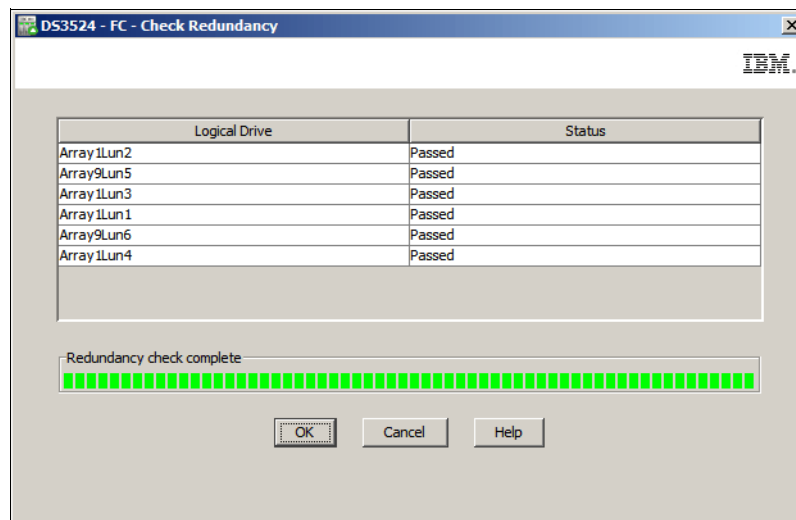 DS3524 - FC - Check Redundancy
IBM.
Logical Drive Status
Array1Lun2 Passed
Array9Lun5 Passed
Array1Lun3 Passed
Array1Lun1 Passed
Array9Lun6 Passed
Array1Lun4 Passed
Redundancy check complete
OK Cancel Help